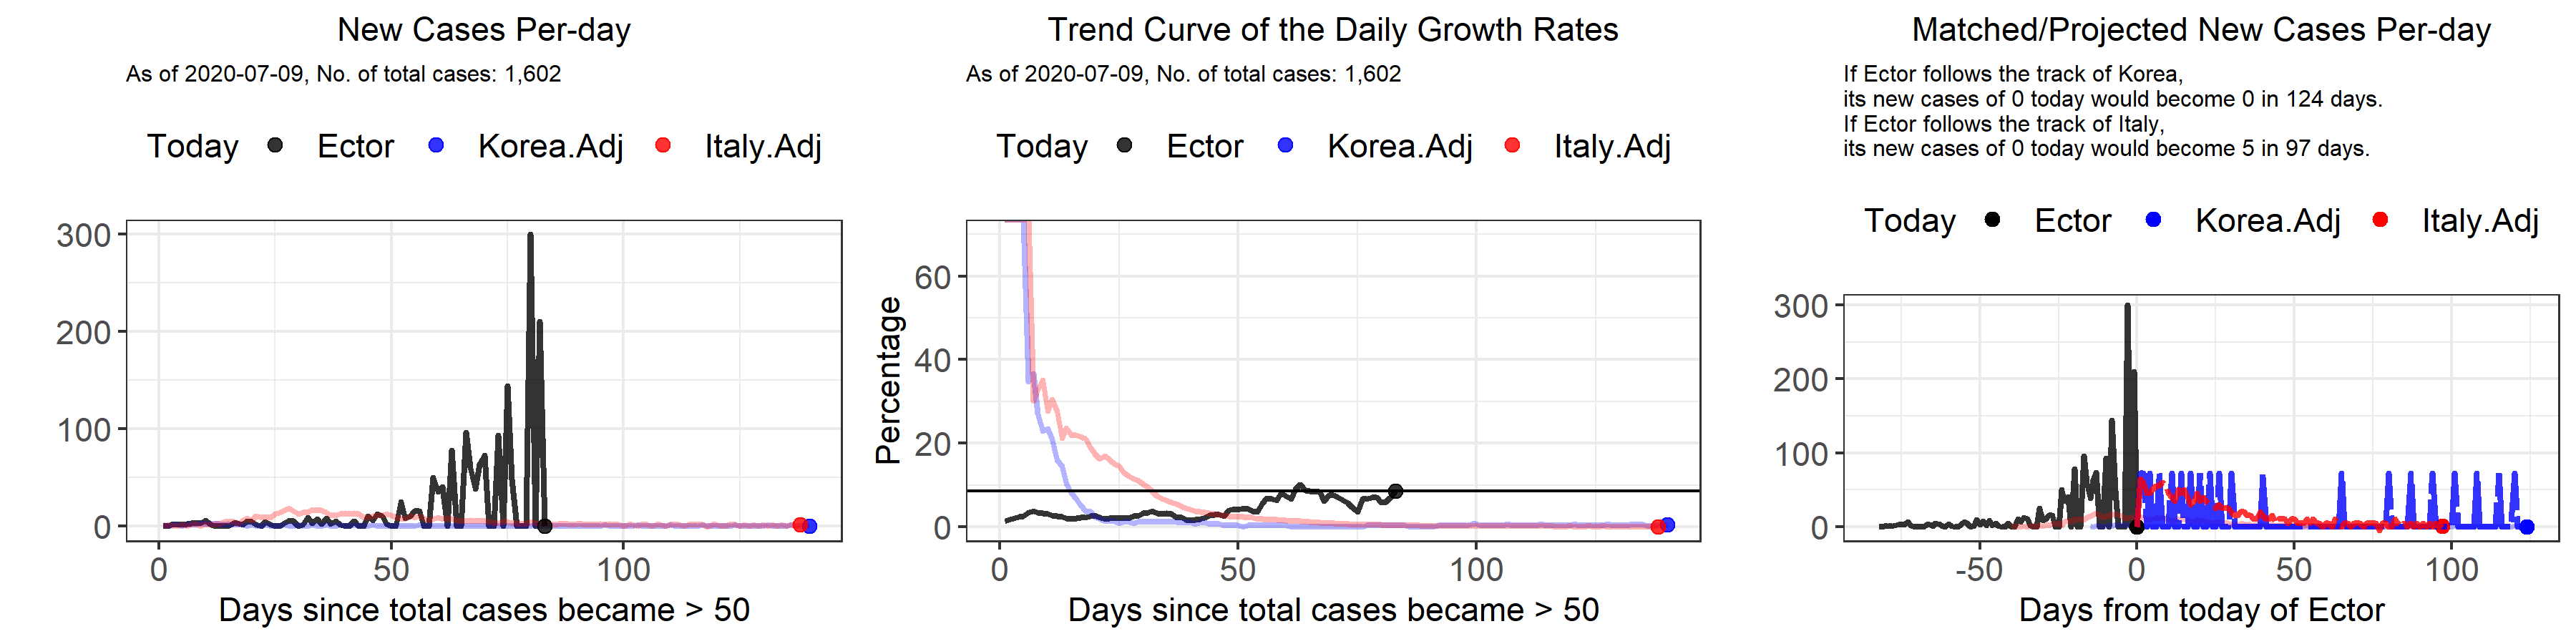 New Cases Per-day
As of 2020-07-09, No. of total cases: 1,602
Today Ector Korea.Adj Italy.Adj
300
200
100
0
0 50 100
Days since total cases became > 50
Trend Curve of the Daily Growth Rates
As of 2020-07-09, No. of total cases: 1,602
Today Ector Korea.Adj Italy.Adj
Percentage
60
40
20
0
0 50 100
Days since total cases became > 50
Matched/Projected New Cases Per-day
If Ector follows the track of Korea,
its new cases of 0 today would become 0 in 124 days.
If Ector follows the track of Italy,
its new cases of 0 today would become 5 in 97 days.
Today Ector Korea.Adj Italy.Adj
300
200
100
0
-50 0 50 100
Days from today of Ector